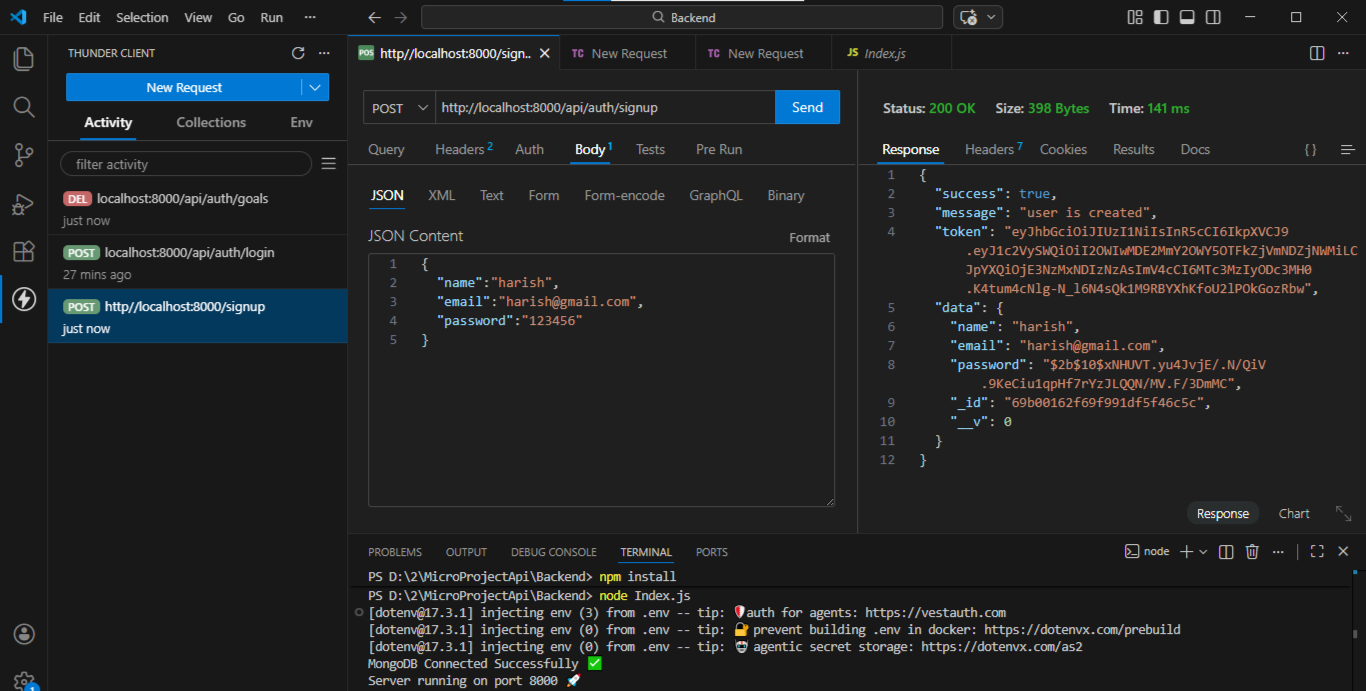 File Edit Selection View Go Run ··· Backend
THUNDER CLIENT
New Request
Activity Collections Env
filter activity
DEL localhost:8000/api/auth/goals
just now
POST localhost:8000/api/auth/login
27 mins ago
POST http//localhost:8000/signup
just now
1
POS http//localhost:8000/sign.. TC New Request TC New Request JS Index.js
POST http//localhost:8000/api/auth/signup Send
Query Headers 2 Auth Body 1 Tests Pre Run
JSON XML Text Form Form-encode GraphQL Binary
JSON Content Format
1 {
2 "name":"harish",
3 "email":"harish@gmail.com",
4 "password":"123456"
5 }
Status: 200 OK Size: 398 Bytes Time: 141 ms
Response Headers 7 Cookies Results Docs { }
1 {
2 "success": true,
3 "message": "user is created",
4 "token": "eyJhbGciOiJIUzI1NiIsInR5cCI6IkpXVCJ9
.eyJ1c2VySWQiOiI2OWIwMDE2MmY2OWY5OTFkZjVmNDZjNWMiLC
JpYXQiOjE3NzMxNDIzNzAsImV4cCI6MTc3MzIyODc3MH0
.K4tum4cNlg-N_l6N4sQk1M9RBYXhKfoU2lPOkGozRbw",
5 "data": {
6 "name": "harish",
7 "email": "harish@gmail.com",
8 "password": "$2b$10$xNHUVT.yu4JvjE/.N/QiV
.9KeCiu1qpHf7rYzJLQQN/MV.F/3DmMC",
9 "_id": "69b00162f69f991df5f46c5c",
10 "__v": 0
11 }
12 }
Response Chart
PROBLEMS OUTPUT DEBUG CONSOLE TERMINAL PORTS node
PS D:\2\MicroProjectApi\Backend> npm install
PS D:\2\MicroProjectApi\Backend> node Index.js
[dotenv@17.3.1] injecting env (3) from .env -- tip: 🛡️auth for agents: https://vestauth.com
[dotenv@17.3.1] injecting env (0) from .env -- tip: 🔐 prevent building .env in docker: https://dotenvx.com/prebuild
[dotenv@17.3.1] injecting env (0) from .env -- tip: 🤖 agentic secret storage: https://dotenvx.com/as2
MongoDB Connected Successfully ✅
Server running on port 8000 🚀